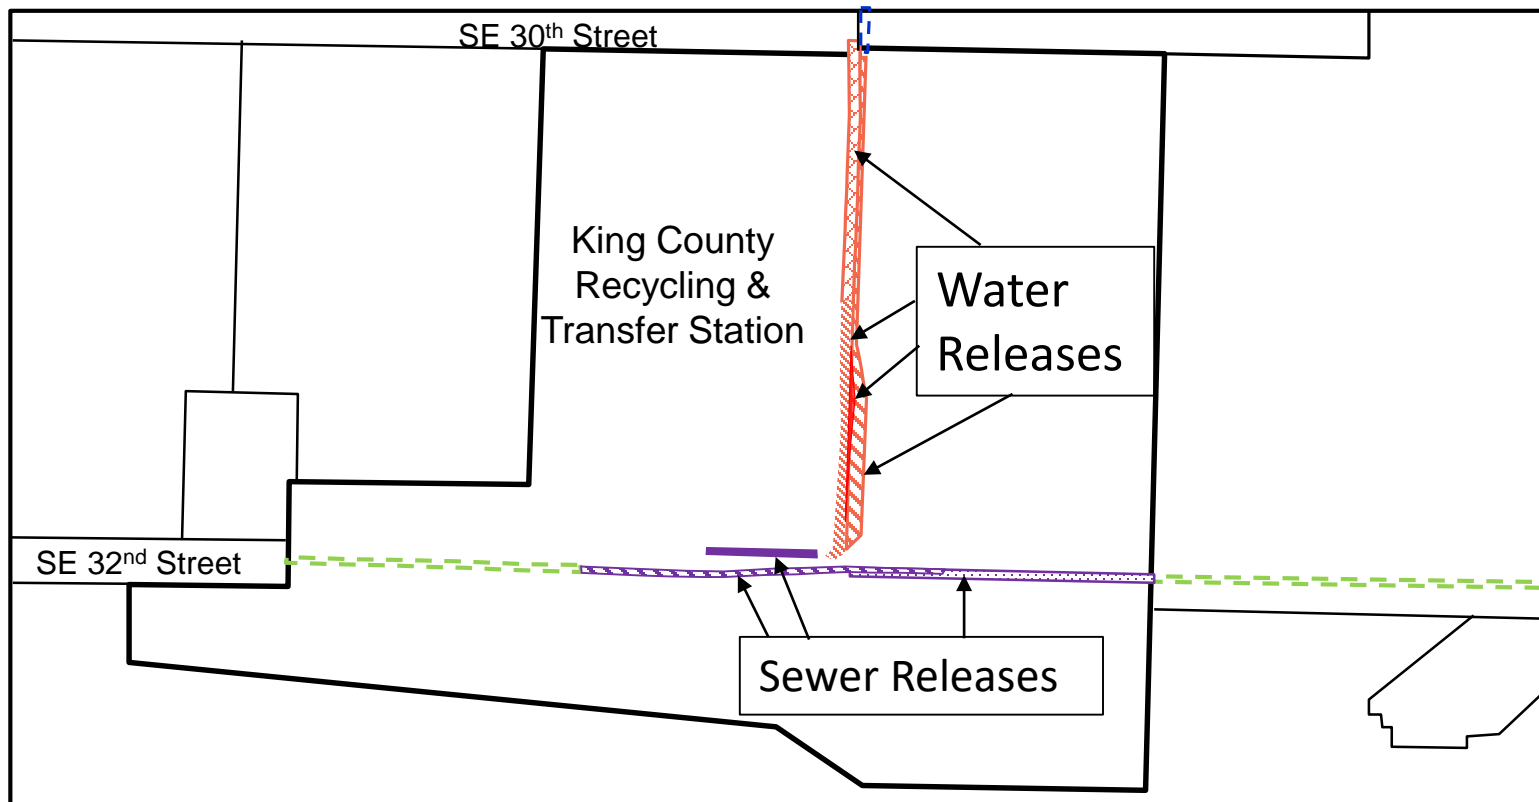 SE 30th Street
King County
Recycling &
Transfer Station
Water
Releases
SE 32nd Street
Sewer Releases